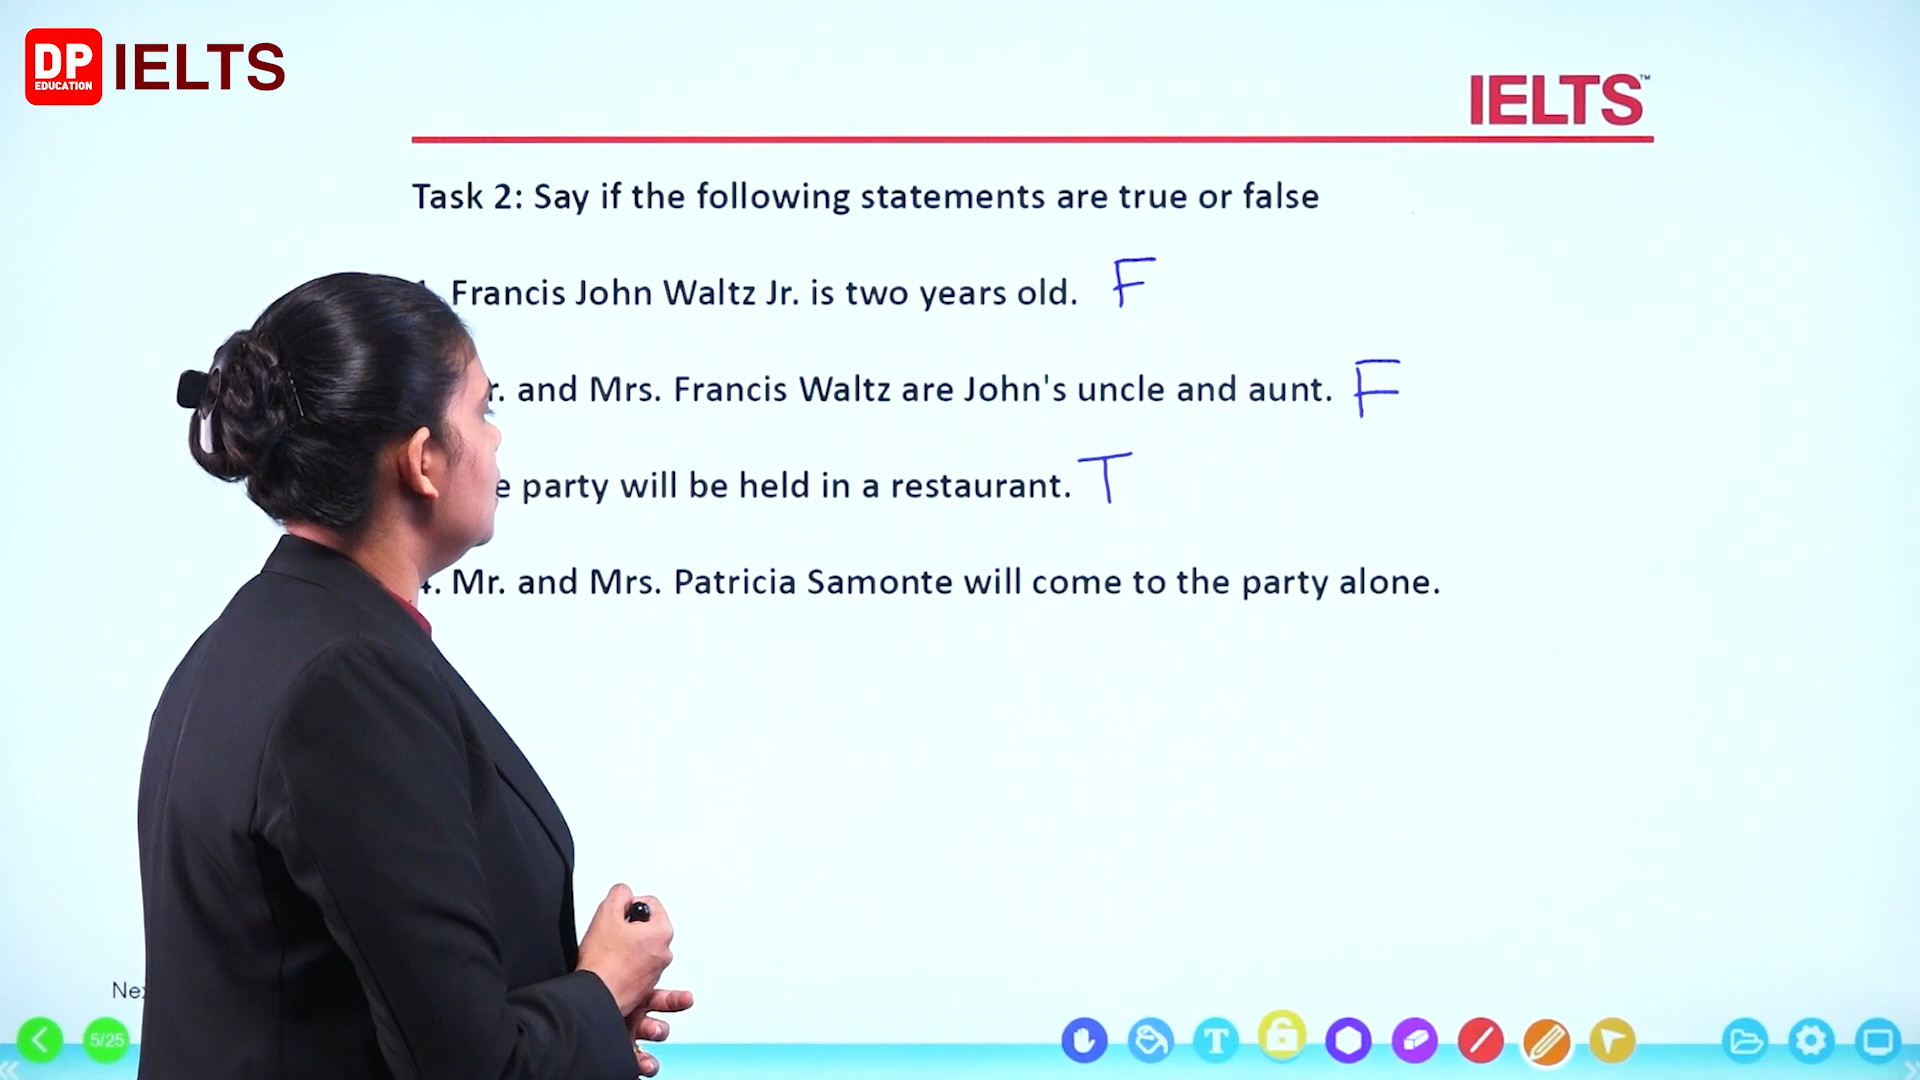 DP
EDUCATION
IELTS
IELTS™
Task 2: Say if the following statements are true or false
Francis John Waltz Jr. is two years old. F
r. and Mrs. Francis Waltz are John's uncle and aunt. F
e party will be held in a restaurant. T
4. Mr. and Mrs. Patricia Samonte will come to the party alone.
5/25
T